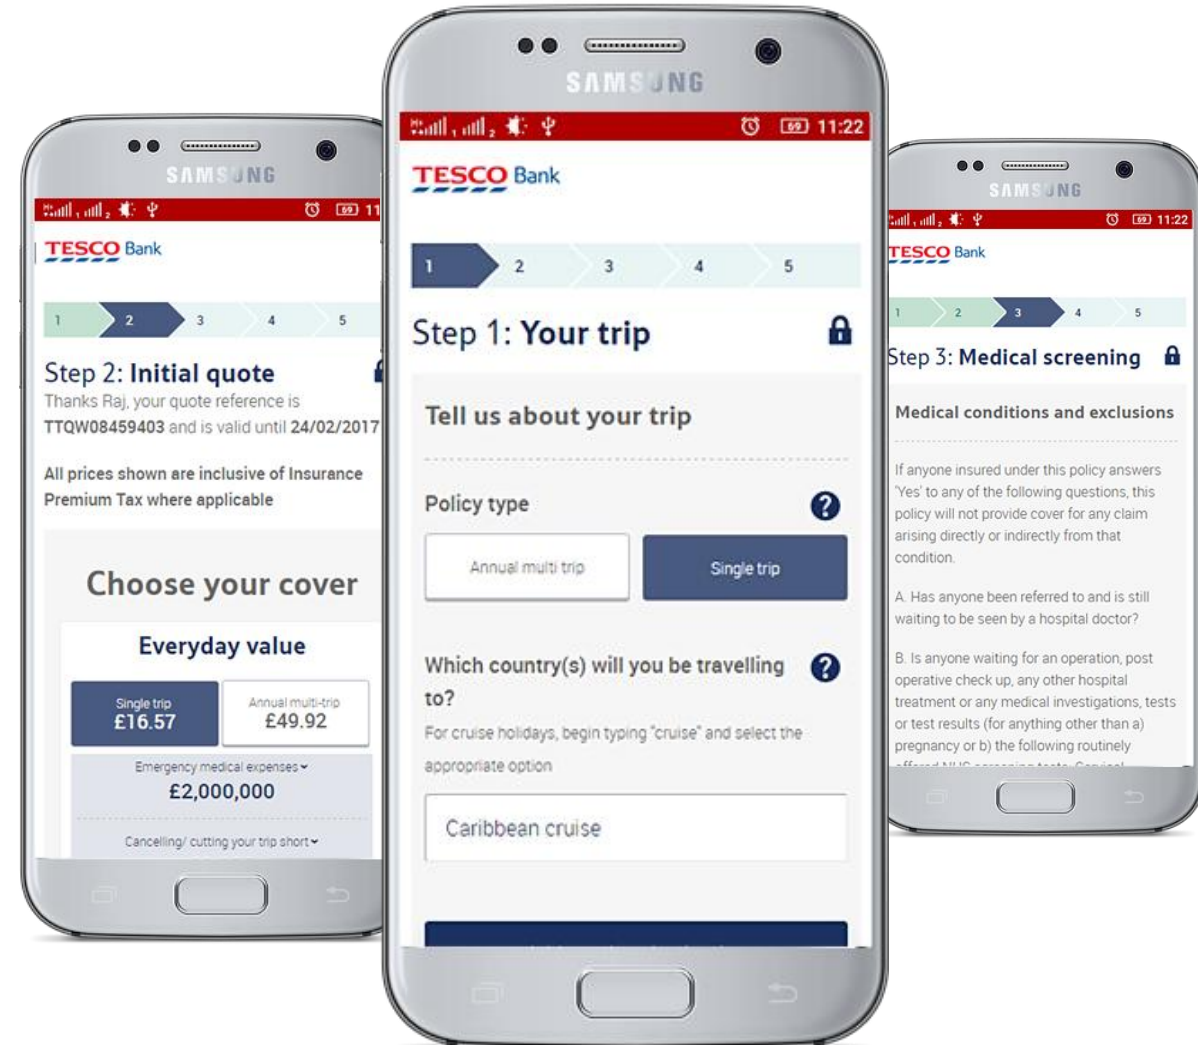 SAMSUNG
11
TESCO Bank
1 2 3 4 5
Step 2: Initial quote
Thanks Raj, your quote reference is
TTQW08459403 and is valid until 24/02/2017
All prices shown are inclusive of Insurance
Premium Tax where applicable
Choose your cover
Everyday value
Single trip
£16.57
Annual multi-trip
£49.92
Emergency medical expenses
£2,000,000
Cancelling/ cutting your trip short
SAMSUNG
1 2 69 11:22
TESCO Bank
1 2 3 4 5
Step 1: Your trip
Tell us about your trip
Policy type
?
Annual multi trip
Single trip
Which country(s) will you be travelling
to?
?
For cruise holidays, begin typing "cruise" and select the
appropriate option
Caribbean cruise
SAMSUNG
1 2 69 11:22
TESCO Bank
1 2 3 4 5
Step 3: Medical screening
Medical conditions and exclusions
If anyone insured under this policy answers
'Yes' to any of the following questions, this
policy will not provide cover for any claim
arising directly or indirectly from that
condition.
A. Has anyone been referred to and is still
waiting to be seen by a hospital doctor?
B. Is anyone waiting for an operation, post
operative check up, any other hospital
treatment or any medical investigations, tests
or test results (for anything other than a)
pregnancy or b) the following routinely